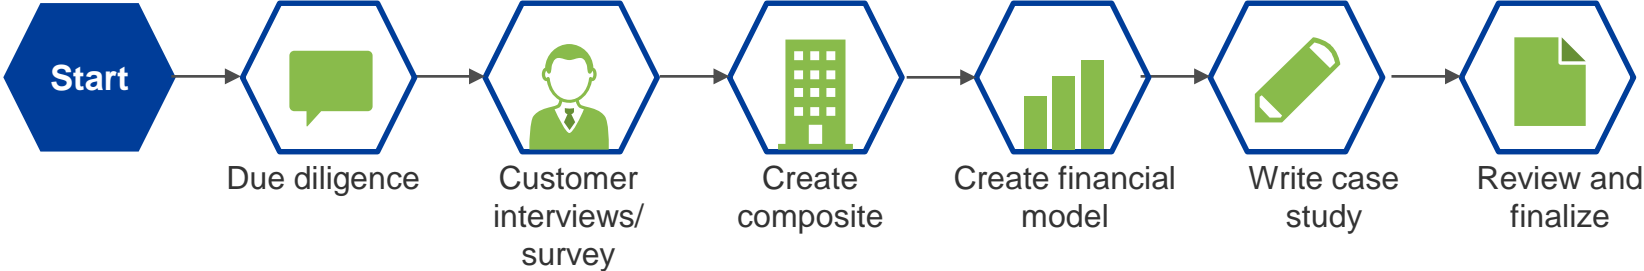 Start
Due diligence
Customer
interviews/
survey
Create
composite
Create financial
model
Write case
study
Review and
finalize